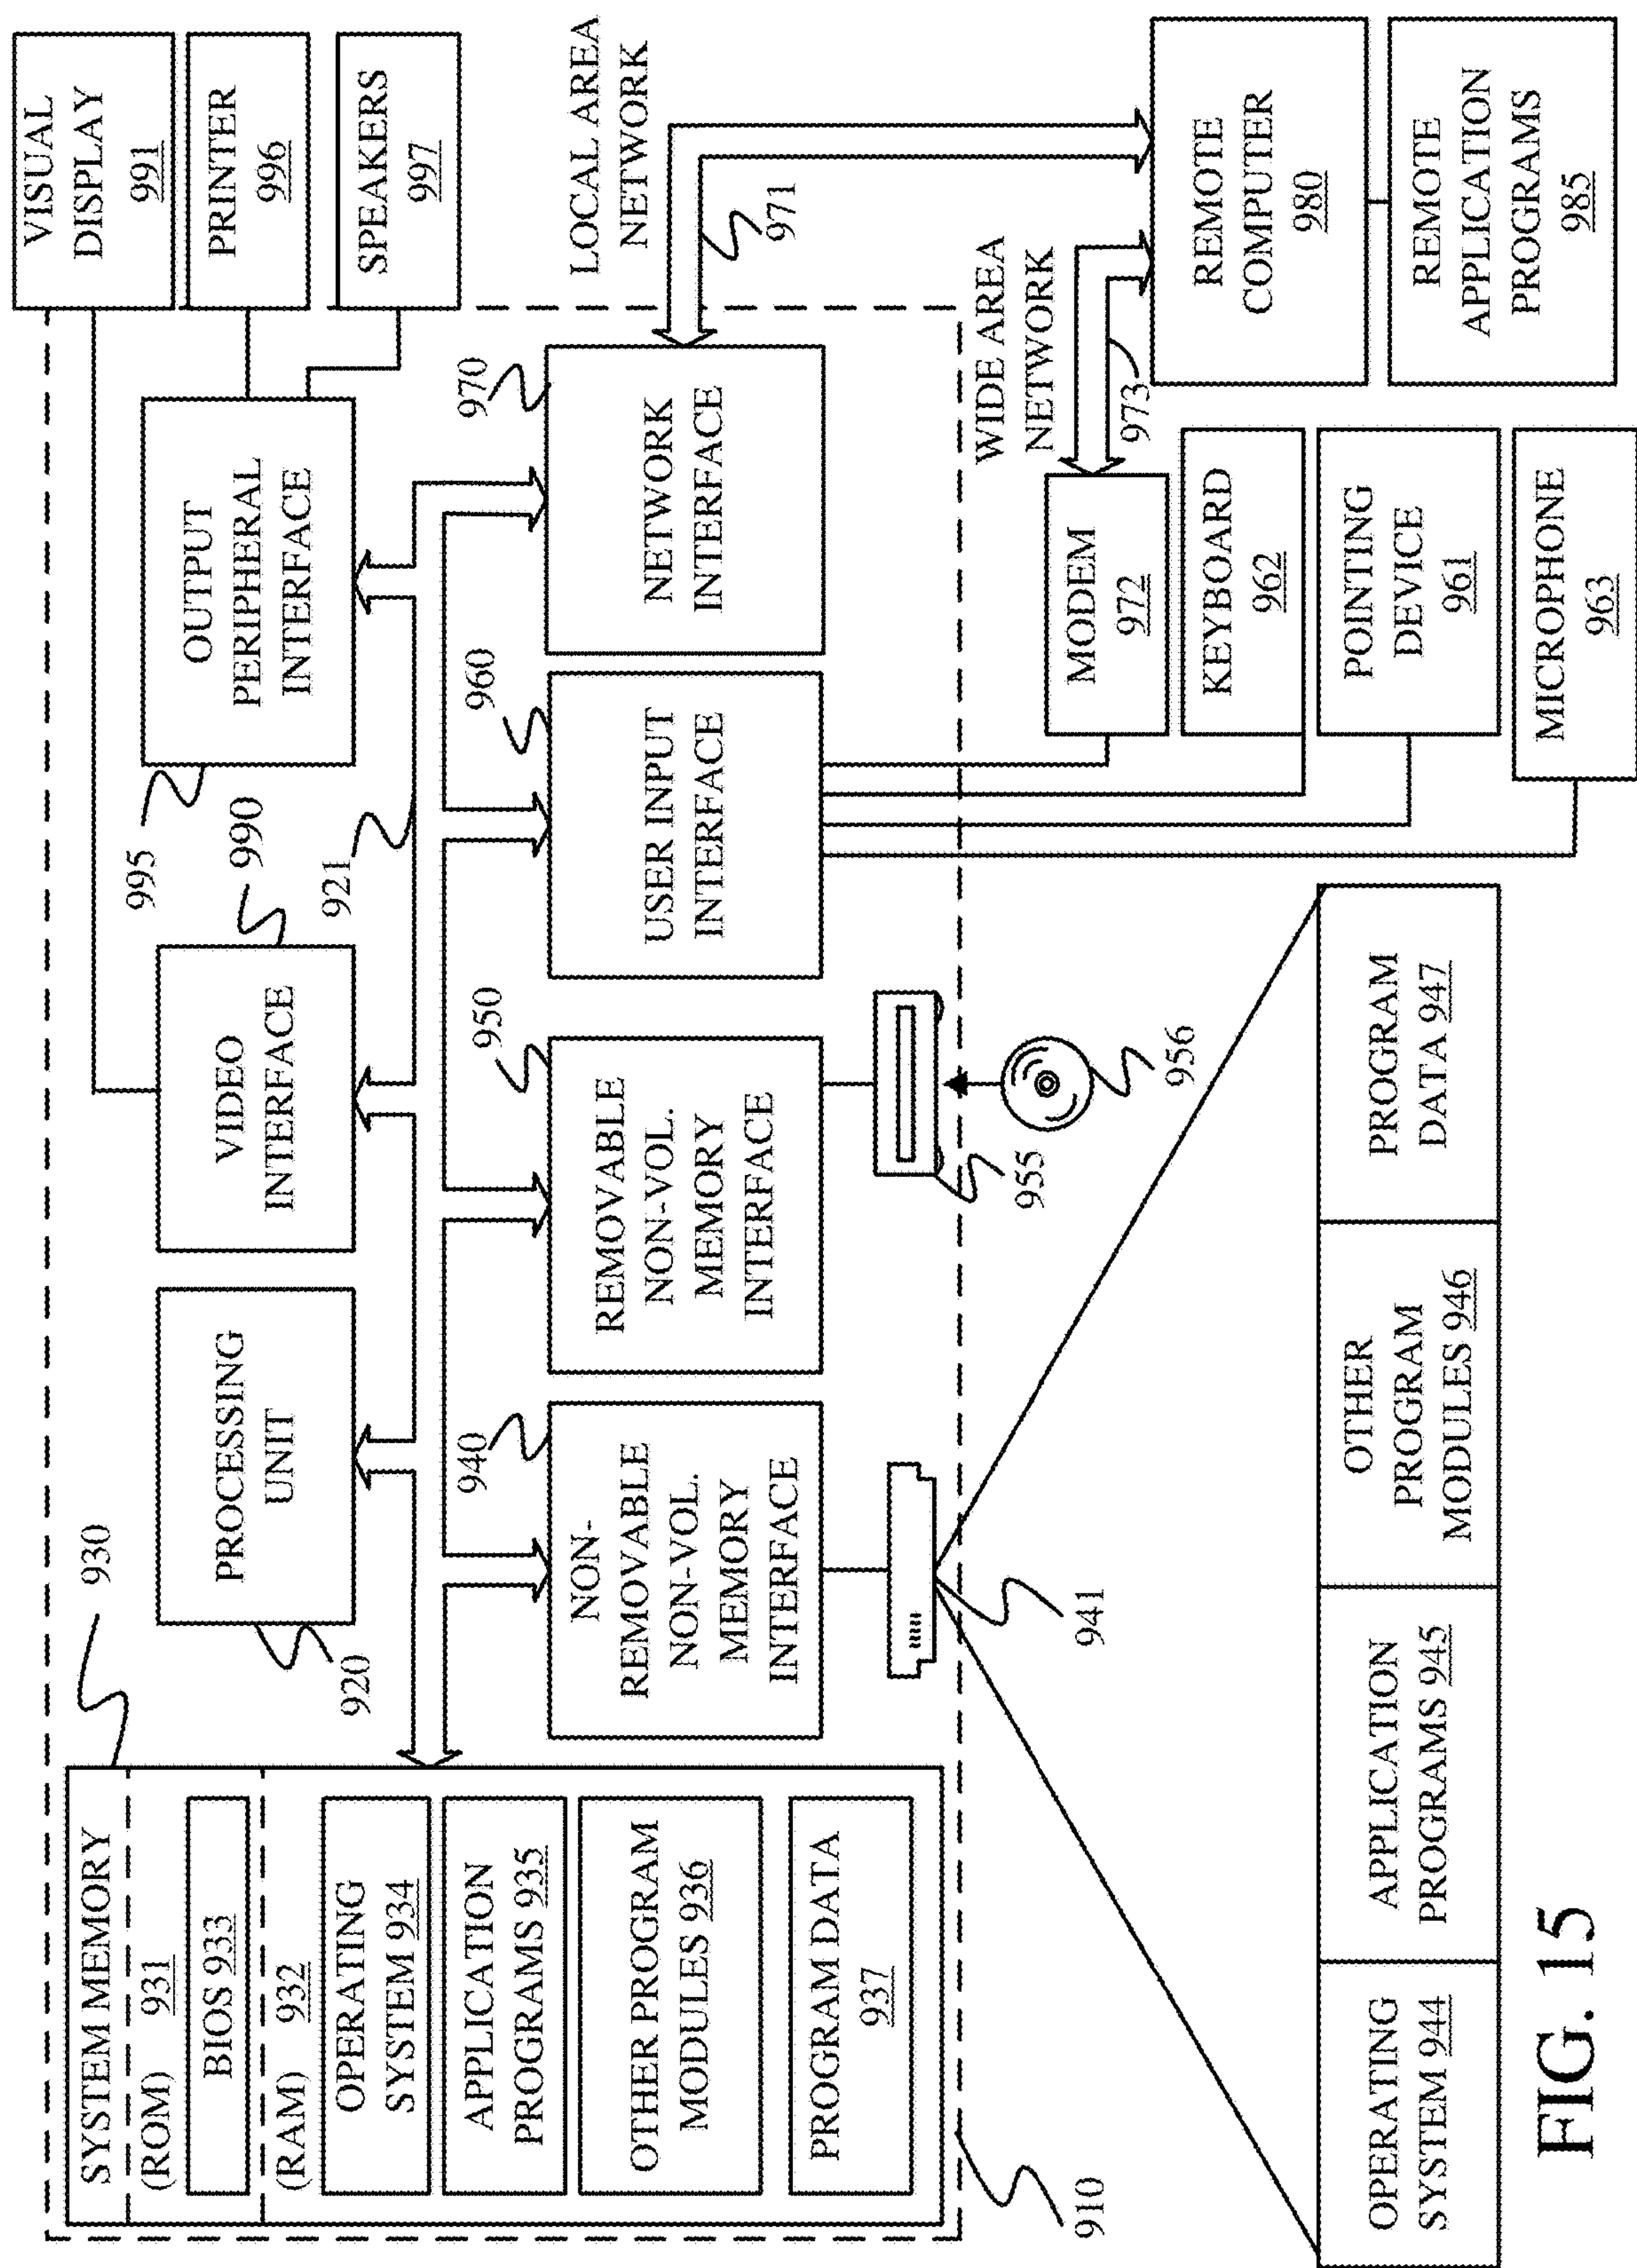 SYSTEM MEMORY
(ROM) 931
BIOS 933
(RAM) 932
OPERATING
SYSTEM 934
APPLICATION
PROGRAMS 935
OTHER PROGRAM
MODULES 936
PROGRAM DATA
937
930
910
PROCESSING
UNIT
920
VIDEO
INTERFACE
990
OUTPUT
PERIPHERAL
INTERFACE
995
921
VISUAL
DISPLAY
991
PRINTER
996
SPEAKERS
997
NON-
REMOVABLE
NON-VOL.
MEMORY
INTERFACE
940
REMOVABLE
NON-VOL.
MEMORY
INTERFACE
950
USER INPUT
INTERFACE
960
NETWORK
INTERFACE
970
LOCAL AREA
NETWORK
971
941
955
956
WIDE AREA
NETWORK
973
MODEM
972
KEYBOARD
962
POINTING
DEVICE
961
MICROPHONE
963
REMOTE
COMPUTER
980
REMOTE
APPLICATION
PROGRAMS
985
OPERATING
SYSTEM 944
APPLICATION
PROGRAMS 945
OTHER
PROGRAM
MODULES 946
PROGRAM
DATA 947
FIG. 15